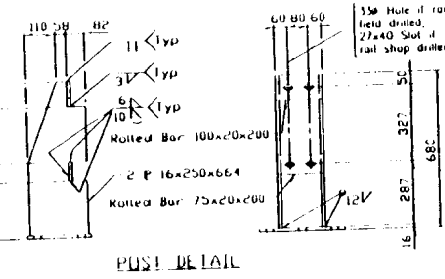 110 58 82
60 80 60
Hole if rail
field drilled,
27x40 Slot if
rail shop drilled
11 Typ
3 Typ
6
10 Typ
Rolled Bar 100x20x200
2 P 16x250x664
Rolled Bar 75x20x200
12
50
327
287
16
680
POST DETAIL